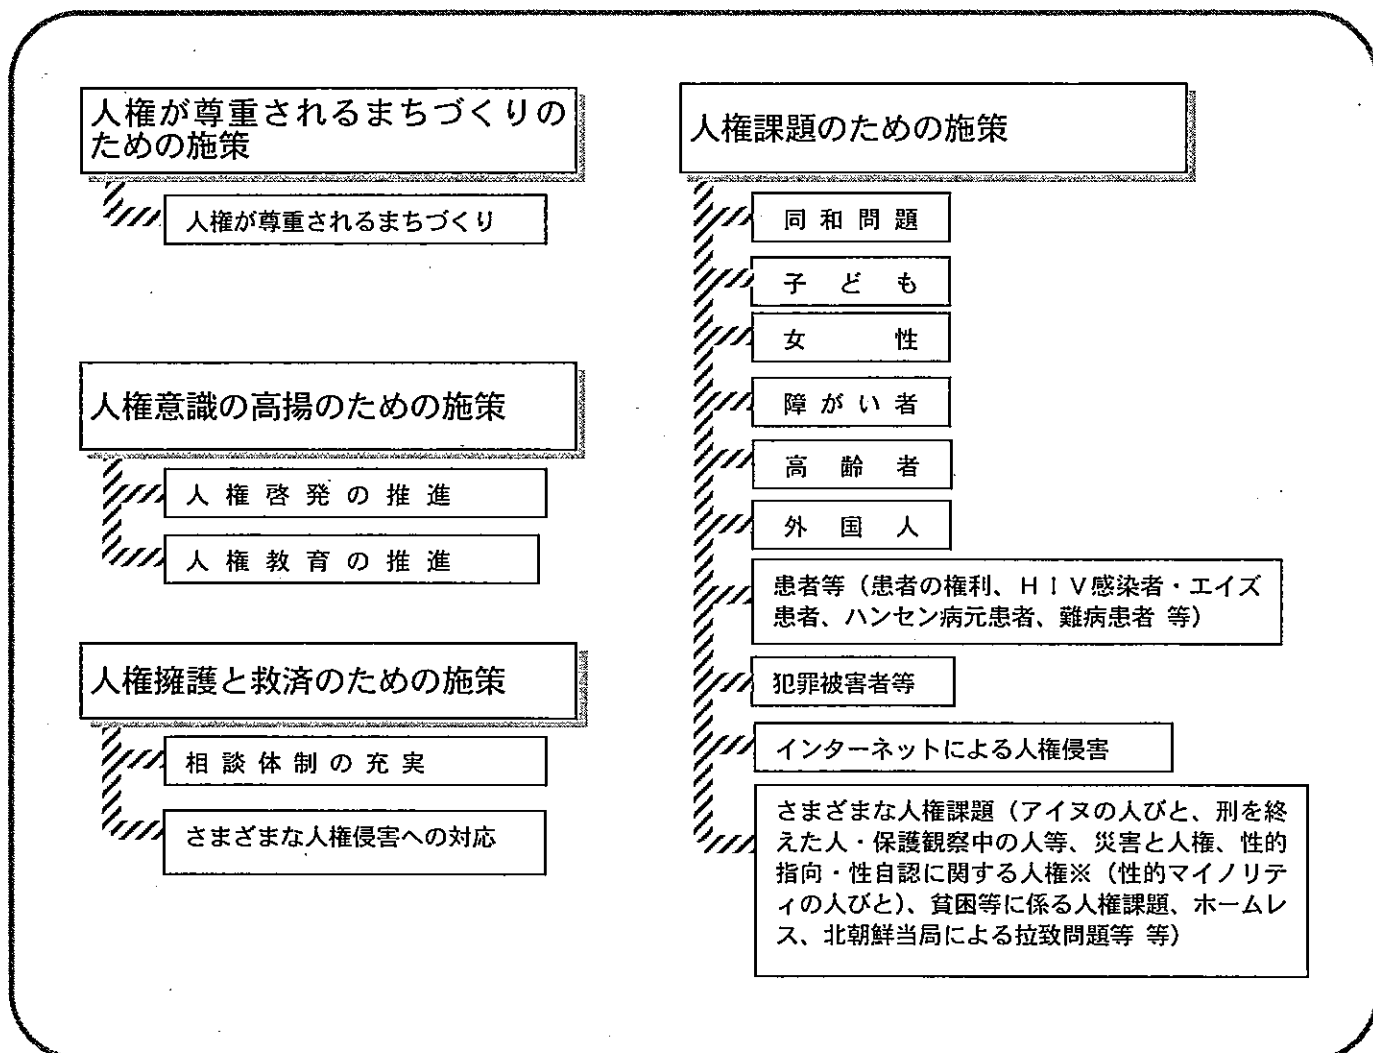 人権が尊重されるまちづくりの
ための施策
人権が尊重されるまちづくり
人権意識の高揚のための施策
人権啓発の推進
人権教育の推進
人権擁護と救済のための施策
相談体制の充実
さまざまな人権侵害への対応
人権課題のための施策
同和問題
子ども
女性
障がい者
高齢者
外国人
患者等（患者の権利、ＨＩＶ感染者・エイズ
患者、ハンセン病元患者、難病患者 等）
犯罪被害者等
インターネットによる人権侵害
さまざまな人権課題（アイヌの人びと、刑を終
えた人・保護観察中の人等、災害と人権、性的
指向・性自認に関する人権※（性的マイノリテ
ィの人びと）、貧困等に係る人権課題、ホームレ
ス、北朝鮮当局による拉致問題等 等）